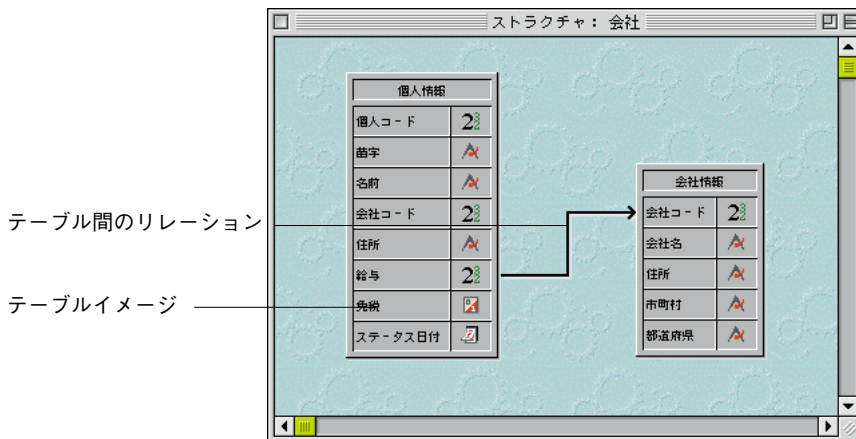 ストラクチャ： 会社
個人情報
個人コード
苗字
名前
会社コード
住所
給与
免税
ステータス日付
会社情報
会社コード
会社名
住所
市町村
都道府県
テーブル間のリレーション
テーブルイメージ